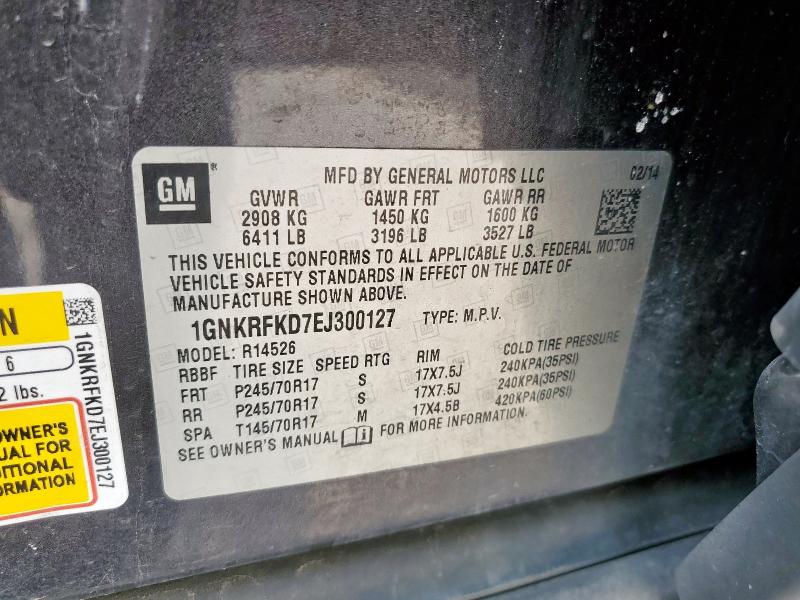 GM
MFD BY GENERAL MOTORS LLC
02/14
GVWR GAWR FRT GAWR RR
2908 KG 1450 KG 1600 KG
6411 LB 3196 LB 3527 LB
THIS VEHICLE CONFORMS TO ALL APPLICABLE U.S. FEDERAL MOTOR
VEHICLE SAFETY STANDARDS IN EFFECT ON THE DATE OF
MANUFACTURE SHOWN ABOVE.
1GNKRFKD7EJ300127 TYPE: M.P.V.
MODEL: R14526
RBBF TIRE SIZE SPEED RTG RIM COLD TIRE PRESSURE
FRT P245/70R17 S 17X7.5J 240KPA(35PSI)
RR P245/70R17 S 17X7.5J 240KPA(35PSI)
SPA T145/70R17 M 17X4.5B 420KPA(60PSI)
SEE OWNER'S MANUAL FOR MORE INFORMATION.
N
6
2 lbs.
OWNER'S
UAL FOR
DITIONAL
ORMATION
1GNKRFKD7EJ300127